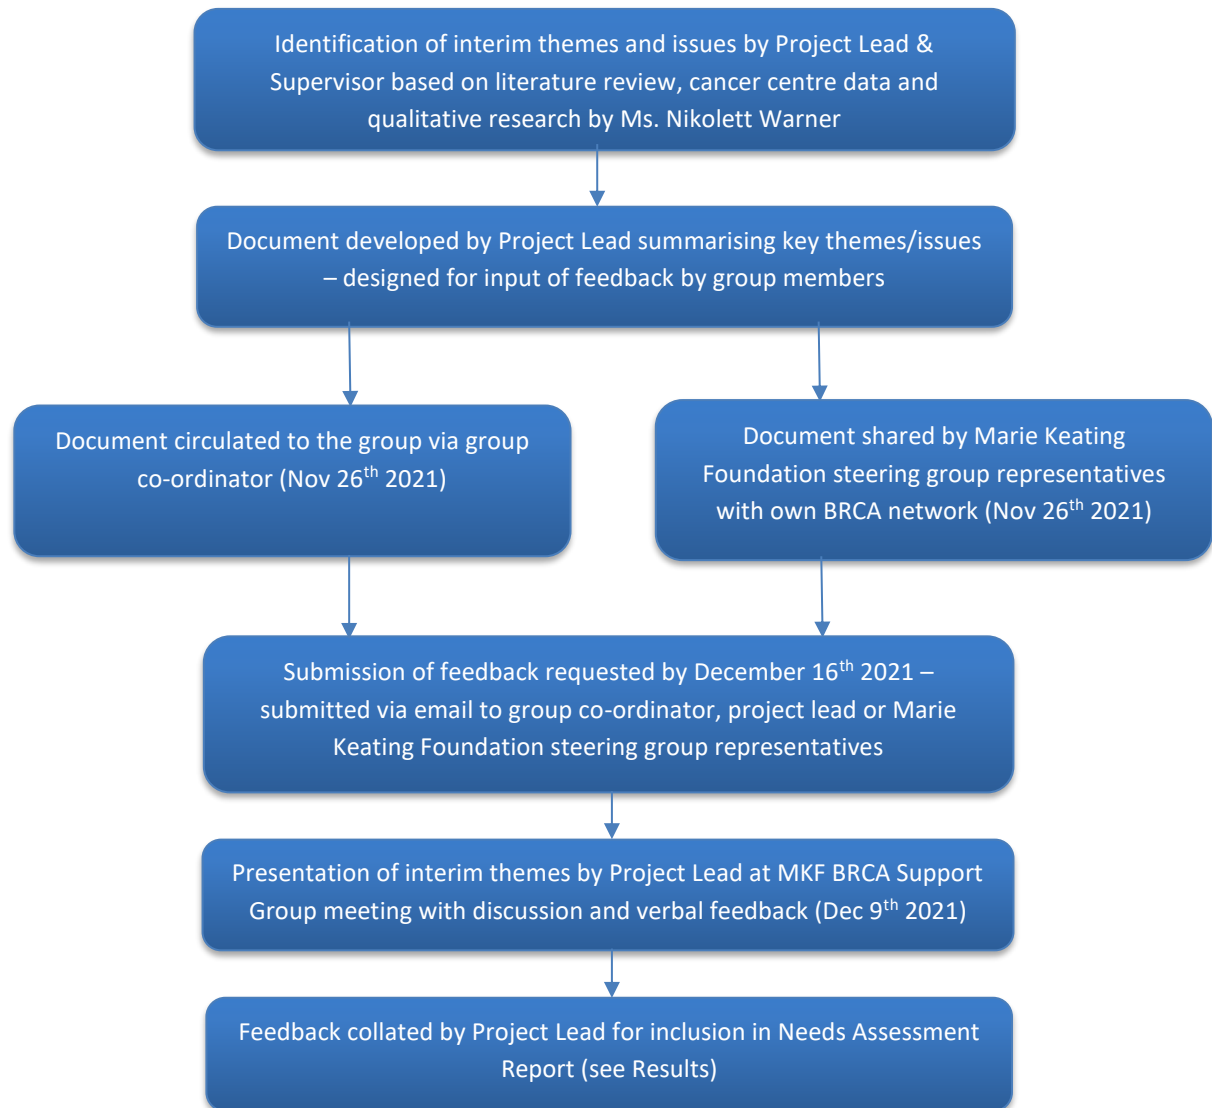 Identification of interim themes and issues by Project Lead &
Supervisor based on literature review, cancer centre data and
qualitative research by Ms. Nikolett Warner
Document developed by Project Lead summarising key themes/issues
– designed for input of feedback by group members
Document circulated to the group via group
co-ordinator (Nov 26th 2021)
Document shared by Marie Keating
Foundation steering group representatives
with own BRCA network (Nov 26th 2021)
Submission of feedback requested by December 16th 2021 –
submitted via email to group co-ordinator, project lead or Marie
Keating Foundation steering group representatives
Presentation of interim themes by Project Lead at MKF BRCA Support
Group meeting with discussion and verbal feedback (Dec 9th 2021)
Feedback collated by Project Lead for inclusion in Needs Assessment
Report (see Results)